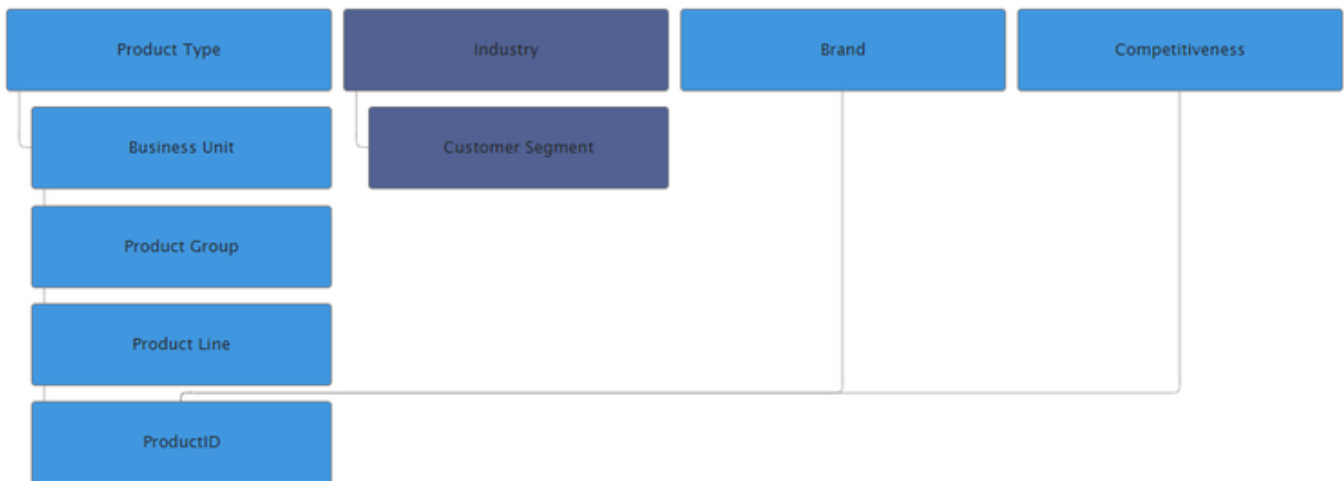 Product Type
Industry
Brand
Competitiveness
Business Unit
Customer Segment
Product Group
Product Line
ProductID